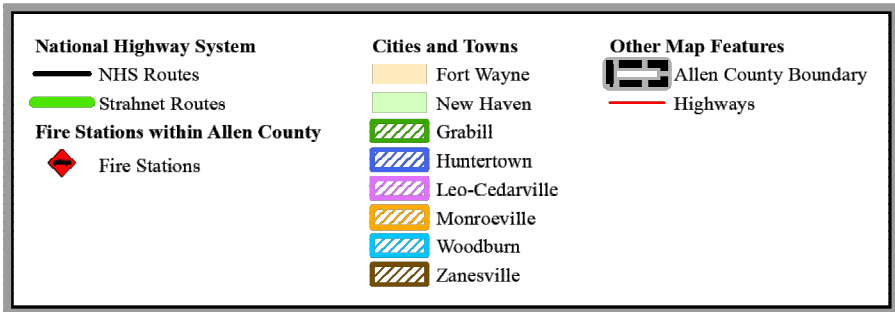 National Highway System
NHS Routes
Strahnet Routes
Fire Stations within Allen County
Fire Stations
Cities and Towns
Fort Wayne
New Haven
Grabill
Huntertown
Leo-Cedarville
Monroeville
Woodburn
Zanesville
Other Map Features
Allen County Boundary
Highways